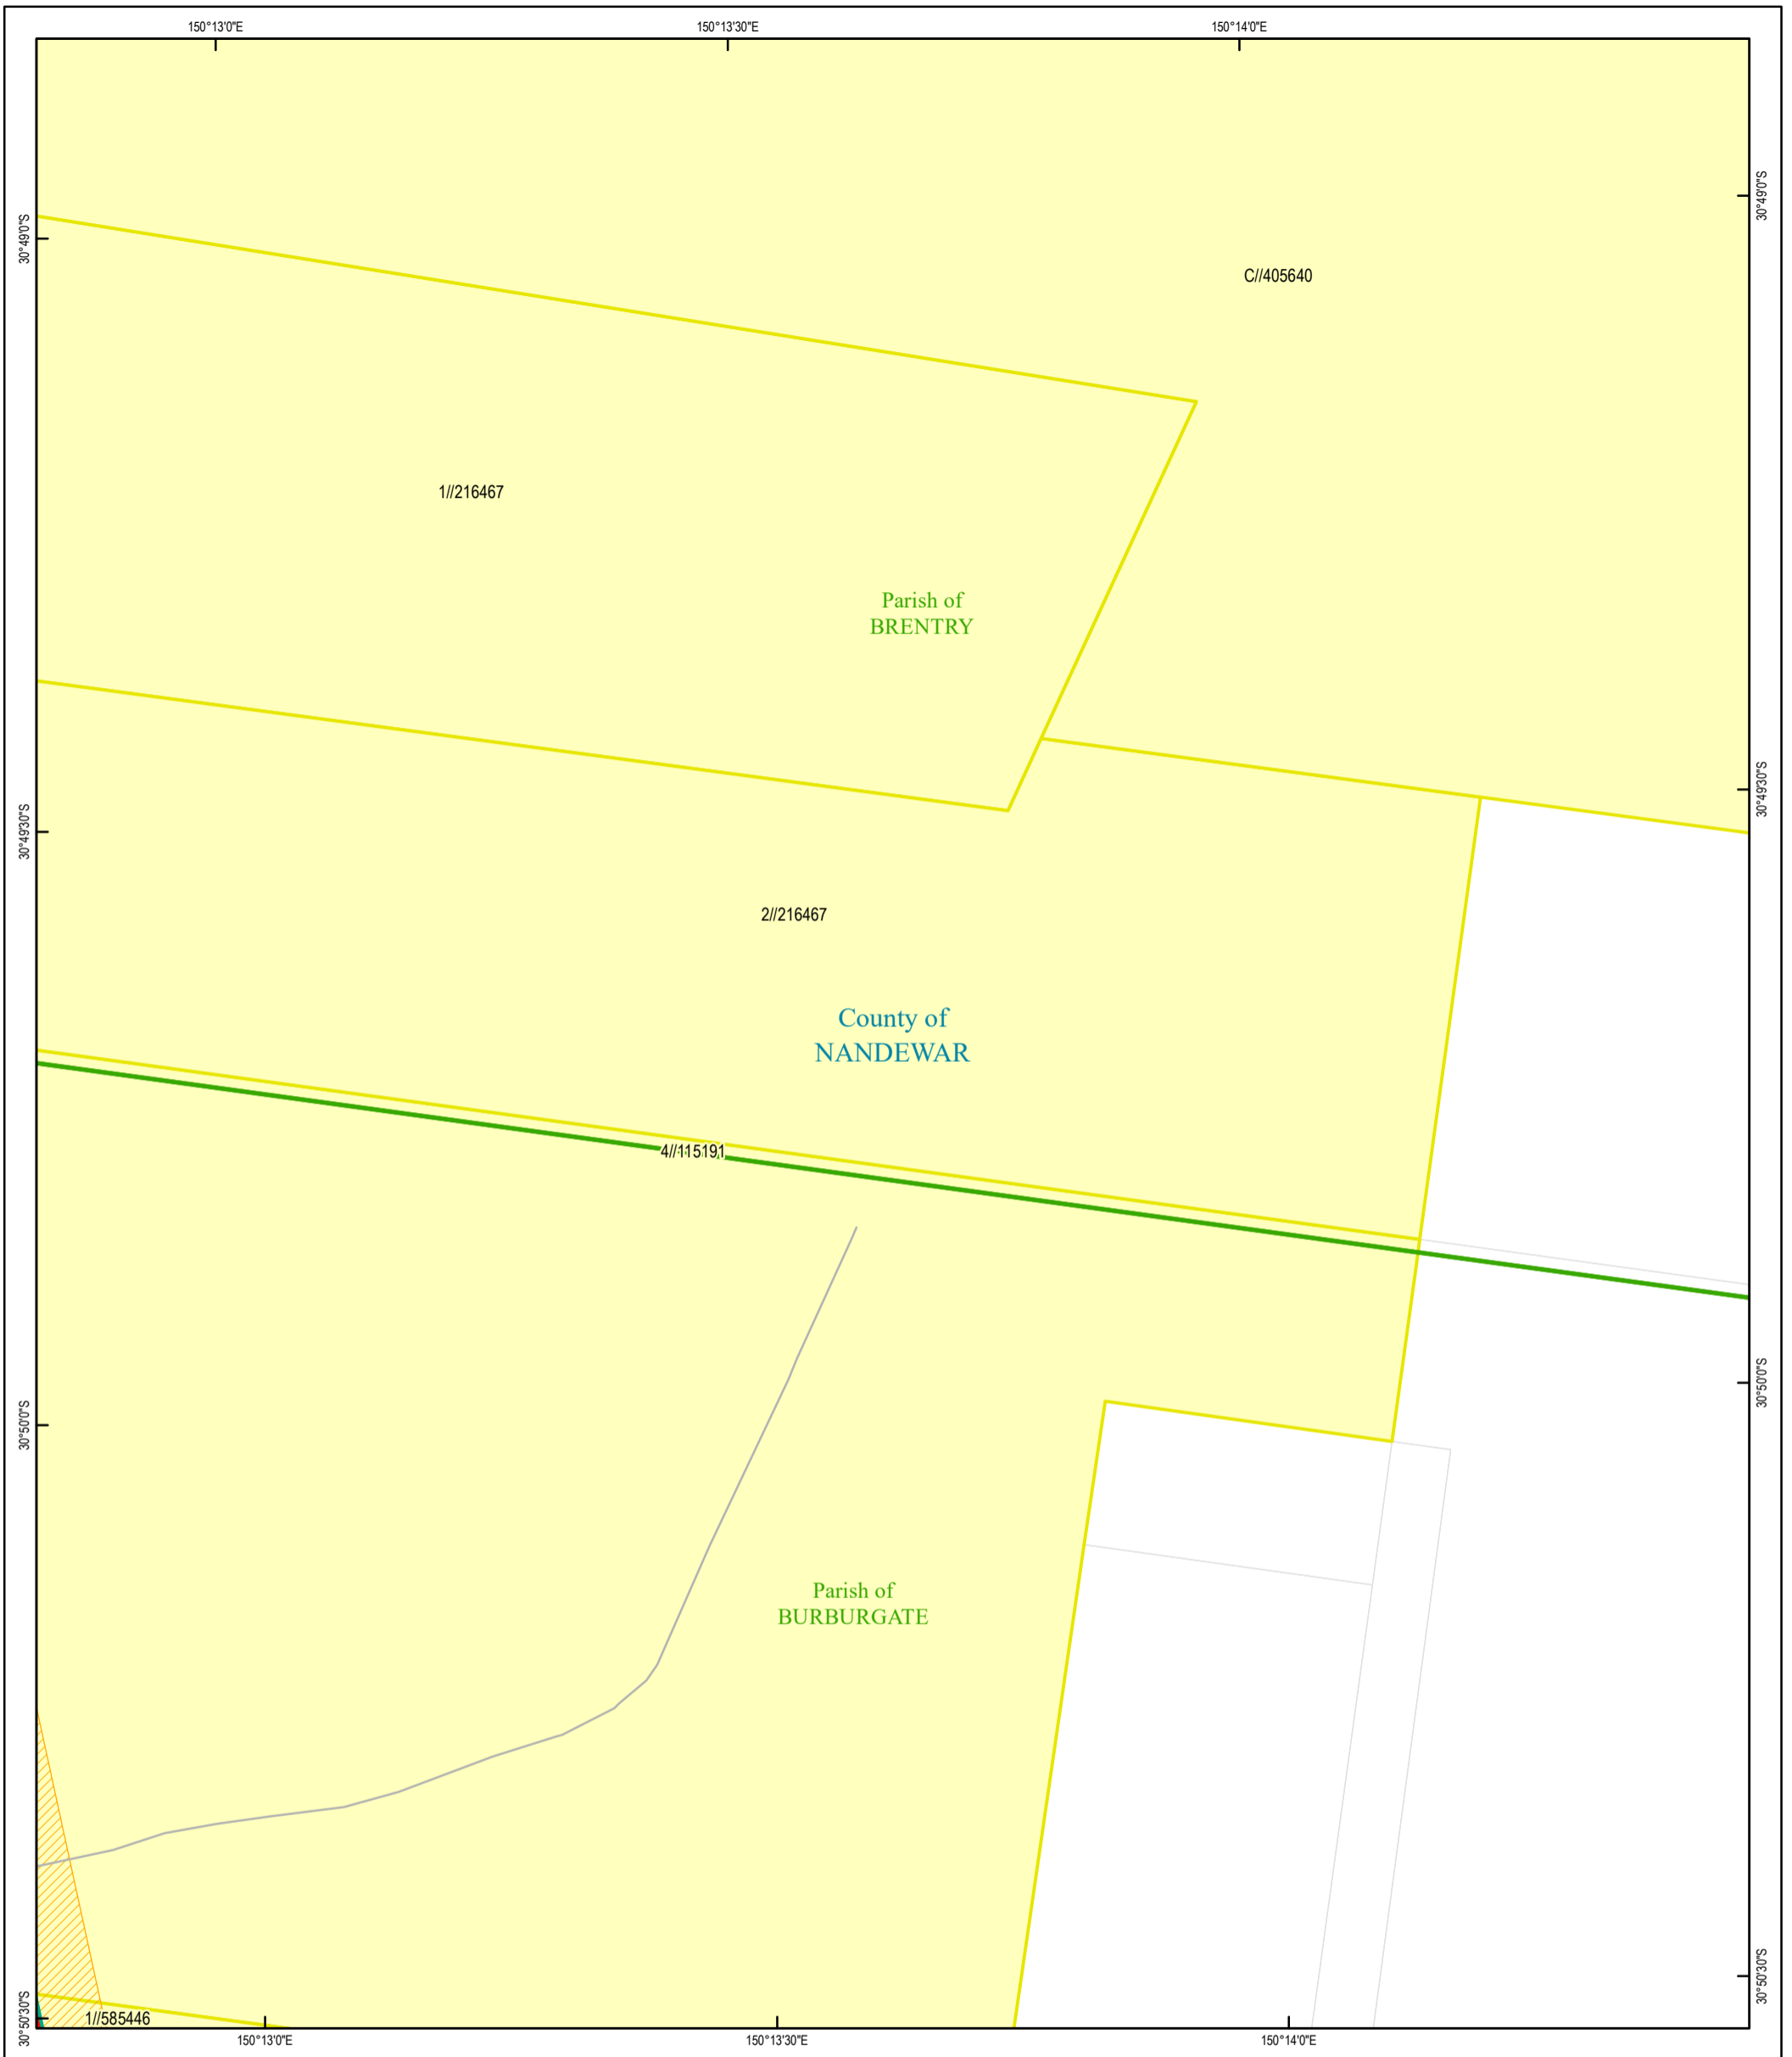 150°13'0"E
150°13'30"E
150°14'0"E
30°49'0"S
30°49'0"S
C//405640
1//216467
Parish of
BRENTRY
30°49'30"S
30°49'30"S
2//216467
County of
NANDEWAR
4//115191
30°50'0"S
30°50'0"S
Parish of
BURBURGATE
30°50'30"S
30°50'30"S
1//585446
150°13'0"E
150°13'30"E
150°14'0"E